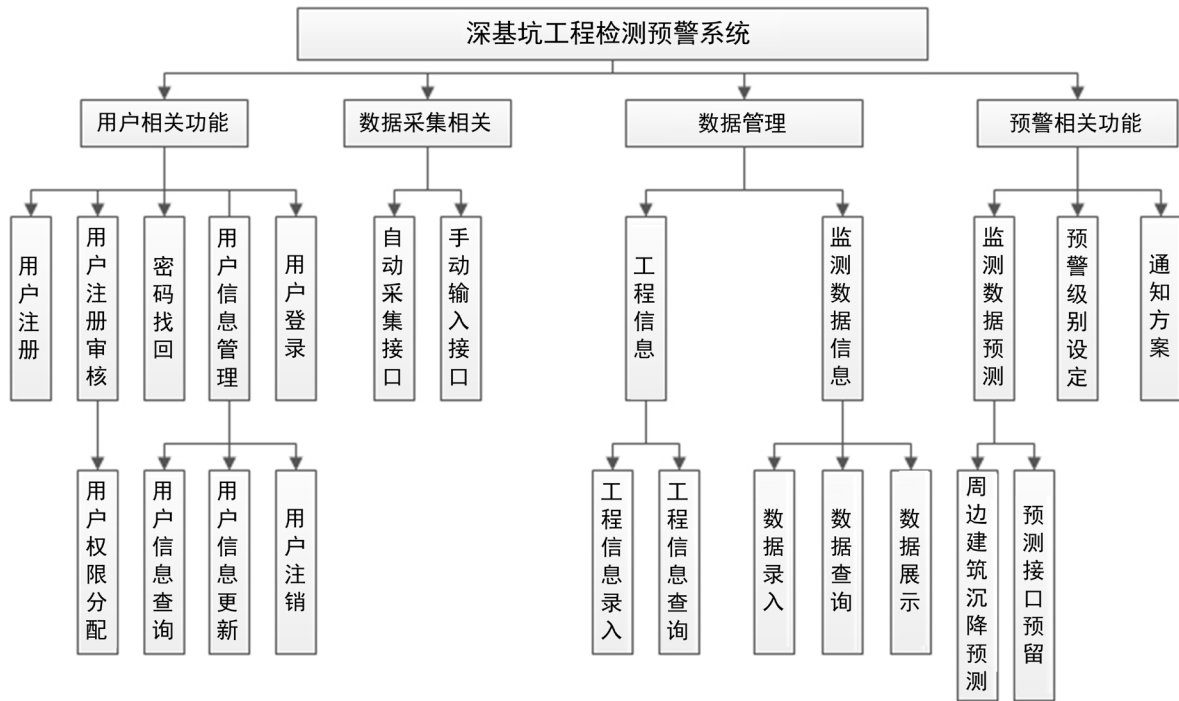 深基坑工程检测预警系统
用户相关功能
数据采集相关
数据管理
预警相关功能
用户注册
用户注册审核
密码找回
用户信息管理
用户登录
自动采集接口
手动输入接口
工程信息
监测数据信息
监测数据预测
预警级别设定
通知方案
用户权限分配
用户信息查询
用户信息更新
用户注销
工程信息录入
工程信息查询
数据录入
数据查询
数据展示
周边建筑沉降预测
预测接口预留